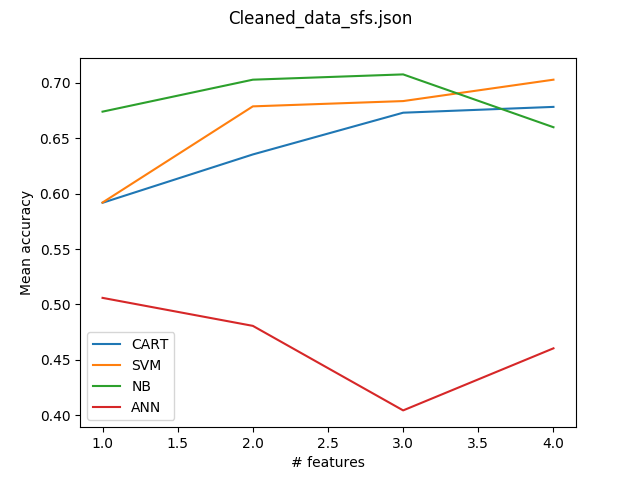 Cleaned_data_sfs.json
Mean accuracy
0.70
0.65
0.60
0.55
0.50
0.45
0.40
CART
SVM
NB
ANN
1.0 1.5 2.0 2.5 3.0 3.5 4.0
# features